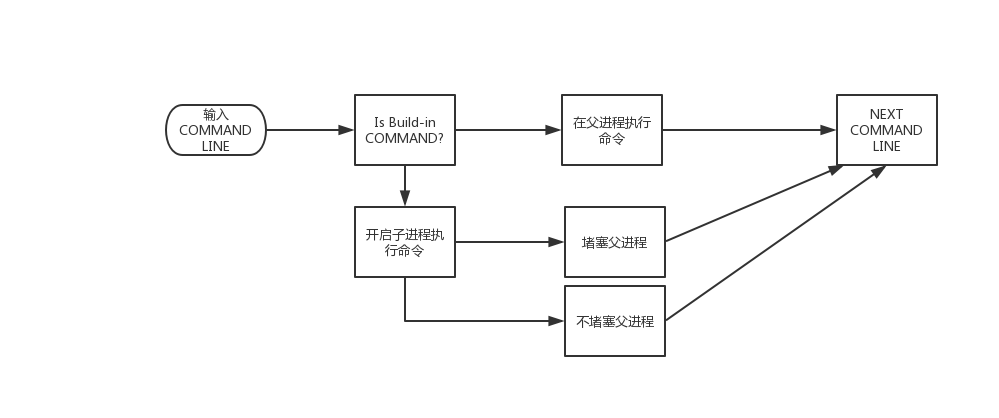 输入
COMMAND
LINE
Is Build-in
COMMAND?
在父进程执行
命令
NEXT
COMMAND
LINE
开启子进程执
行命令
堵塞父进程
不堵塞父进程